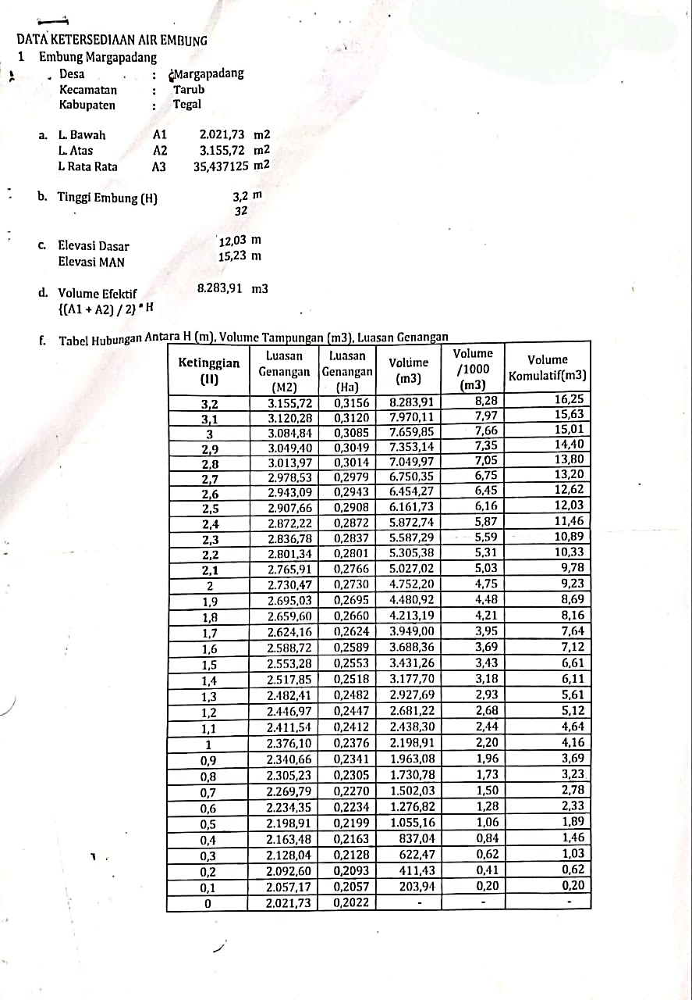 DATA KETERSEDIAAN AIR EMBUNG
1 Embung Margapadang
Desa : Margapadang
Kecamatan : Tarub
Kabupaten : Tegal
a. L. Bawah A1 2.021,73 m2
L. Atas A2 3.155,72 m2
L Rata Rata A3 35,437125 m2
b. Tinggi Embung (H) 3,2 m
32
c. Elevasi Dasar 12,03 m
Elevasi MAN 15,23 m
d. Volume Efektif 8.283,91 m3
{(A1 + A2) / 2} * H
f. Tabel Hubungan Antara H (m), Volume Tampungan (m3), Luasan Genangan
Ketinggian (H) Luasan Genangan (M2) Luasan Genangan (Ha) Volume (m3) Volume /1000 (m3) Volume Komulatif(m3)
3,2 3.155,72 0,3156 8.283,91 8,28 16,25
3,1 3.120,28 0,3120 7.970,11 7,97 15,63
3 3.084,84 0,3085 7.659,85 7,66 15,01
2,9 3.049,40 0,3049 7.353,14 7,35 14,40
2,8 3.013,97 0,3014 7.049,97 7,05 13,80
2,7 2.978,53 0,2979 6.750,35 6,75 13,20
2,6 2.943,09 0,2943 6.454,27 6,45 12,62
2,5 2.907,66 0,2908 6.161,73 6,16 12,03
2,4 2.872,22 0,2872 5.872,74 5,87 11,46
2,3 2.836,78 0,2837 5.587,29 5,59 10,89
2,2 2.801,34 0,2801 5.305,38 5,31 10,33
2,1 2.765,91 0,2766 5.027,02 5,03 9,78
2 2.730,47 0,2730 4.752,20 4,75 9,23
1,9 2.695,03 0,2695 4.480,92 4,48 8,69
1,8 2.659,60 0,2660 4.213,19 4,21 8,16
1,7 2.624,16 0,2624 3.949,00 3,95 7,64
1,6 2.588,72 0,2589 3.688,36 3,69 7,12
1,5 2.553,28 0,2553 3.431,26 3,43 6,61
1,4 2.517,85 0,2518 3.177,70 3,18 6,11
1,3 2.482,41 0,2482 2.927,69 2,93 5,61
1,2 2.446,97 0,2447 2.681,22 2,68 5,12
1,1 2.411,54 0,2412 2.438,30 2,44 4,64
1 2.376,10 0,2376 2.198,91 2,20 4,16
0,9 2.340,66 0,2341 1.963,08 1,96 3,69
0,8 2.305,23 0,2305 1.730,78 1,73 3,23
0,7 2.269,79 0,2270 1.502,03 1,50 2,78
0,6 2.234,35 0,2234 1.276,82 1,28 2,33
0,5 2.198,91 0,2199 1.055,16 1,06 1,89
0,4 2.163,48 0,2163 837,04 0,84 1,46
0,3 2.128,04 0,2128 622,47 0,62 1,03
0,2 2.092,60 0,2093 411,43 0,41 0,62
0,1 2.057,17 0,2057 203,94 0,20 0,20
0 2.021,73 0,2022 - - -